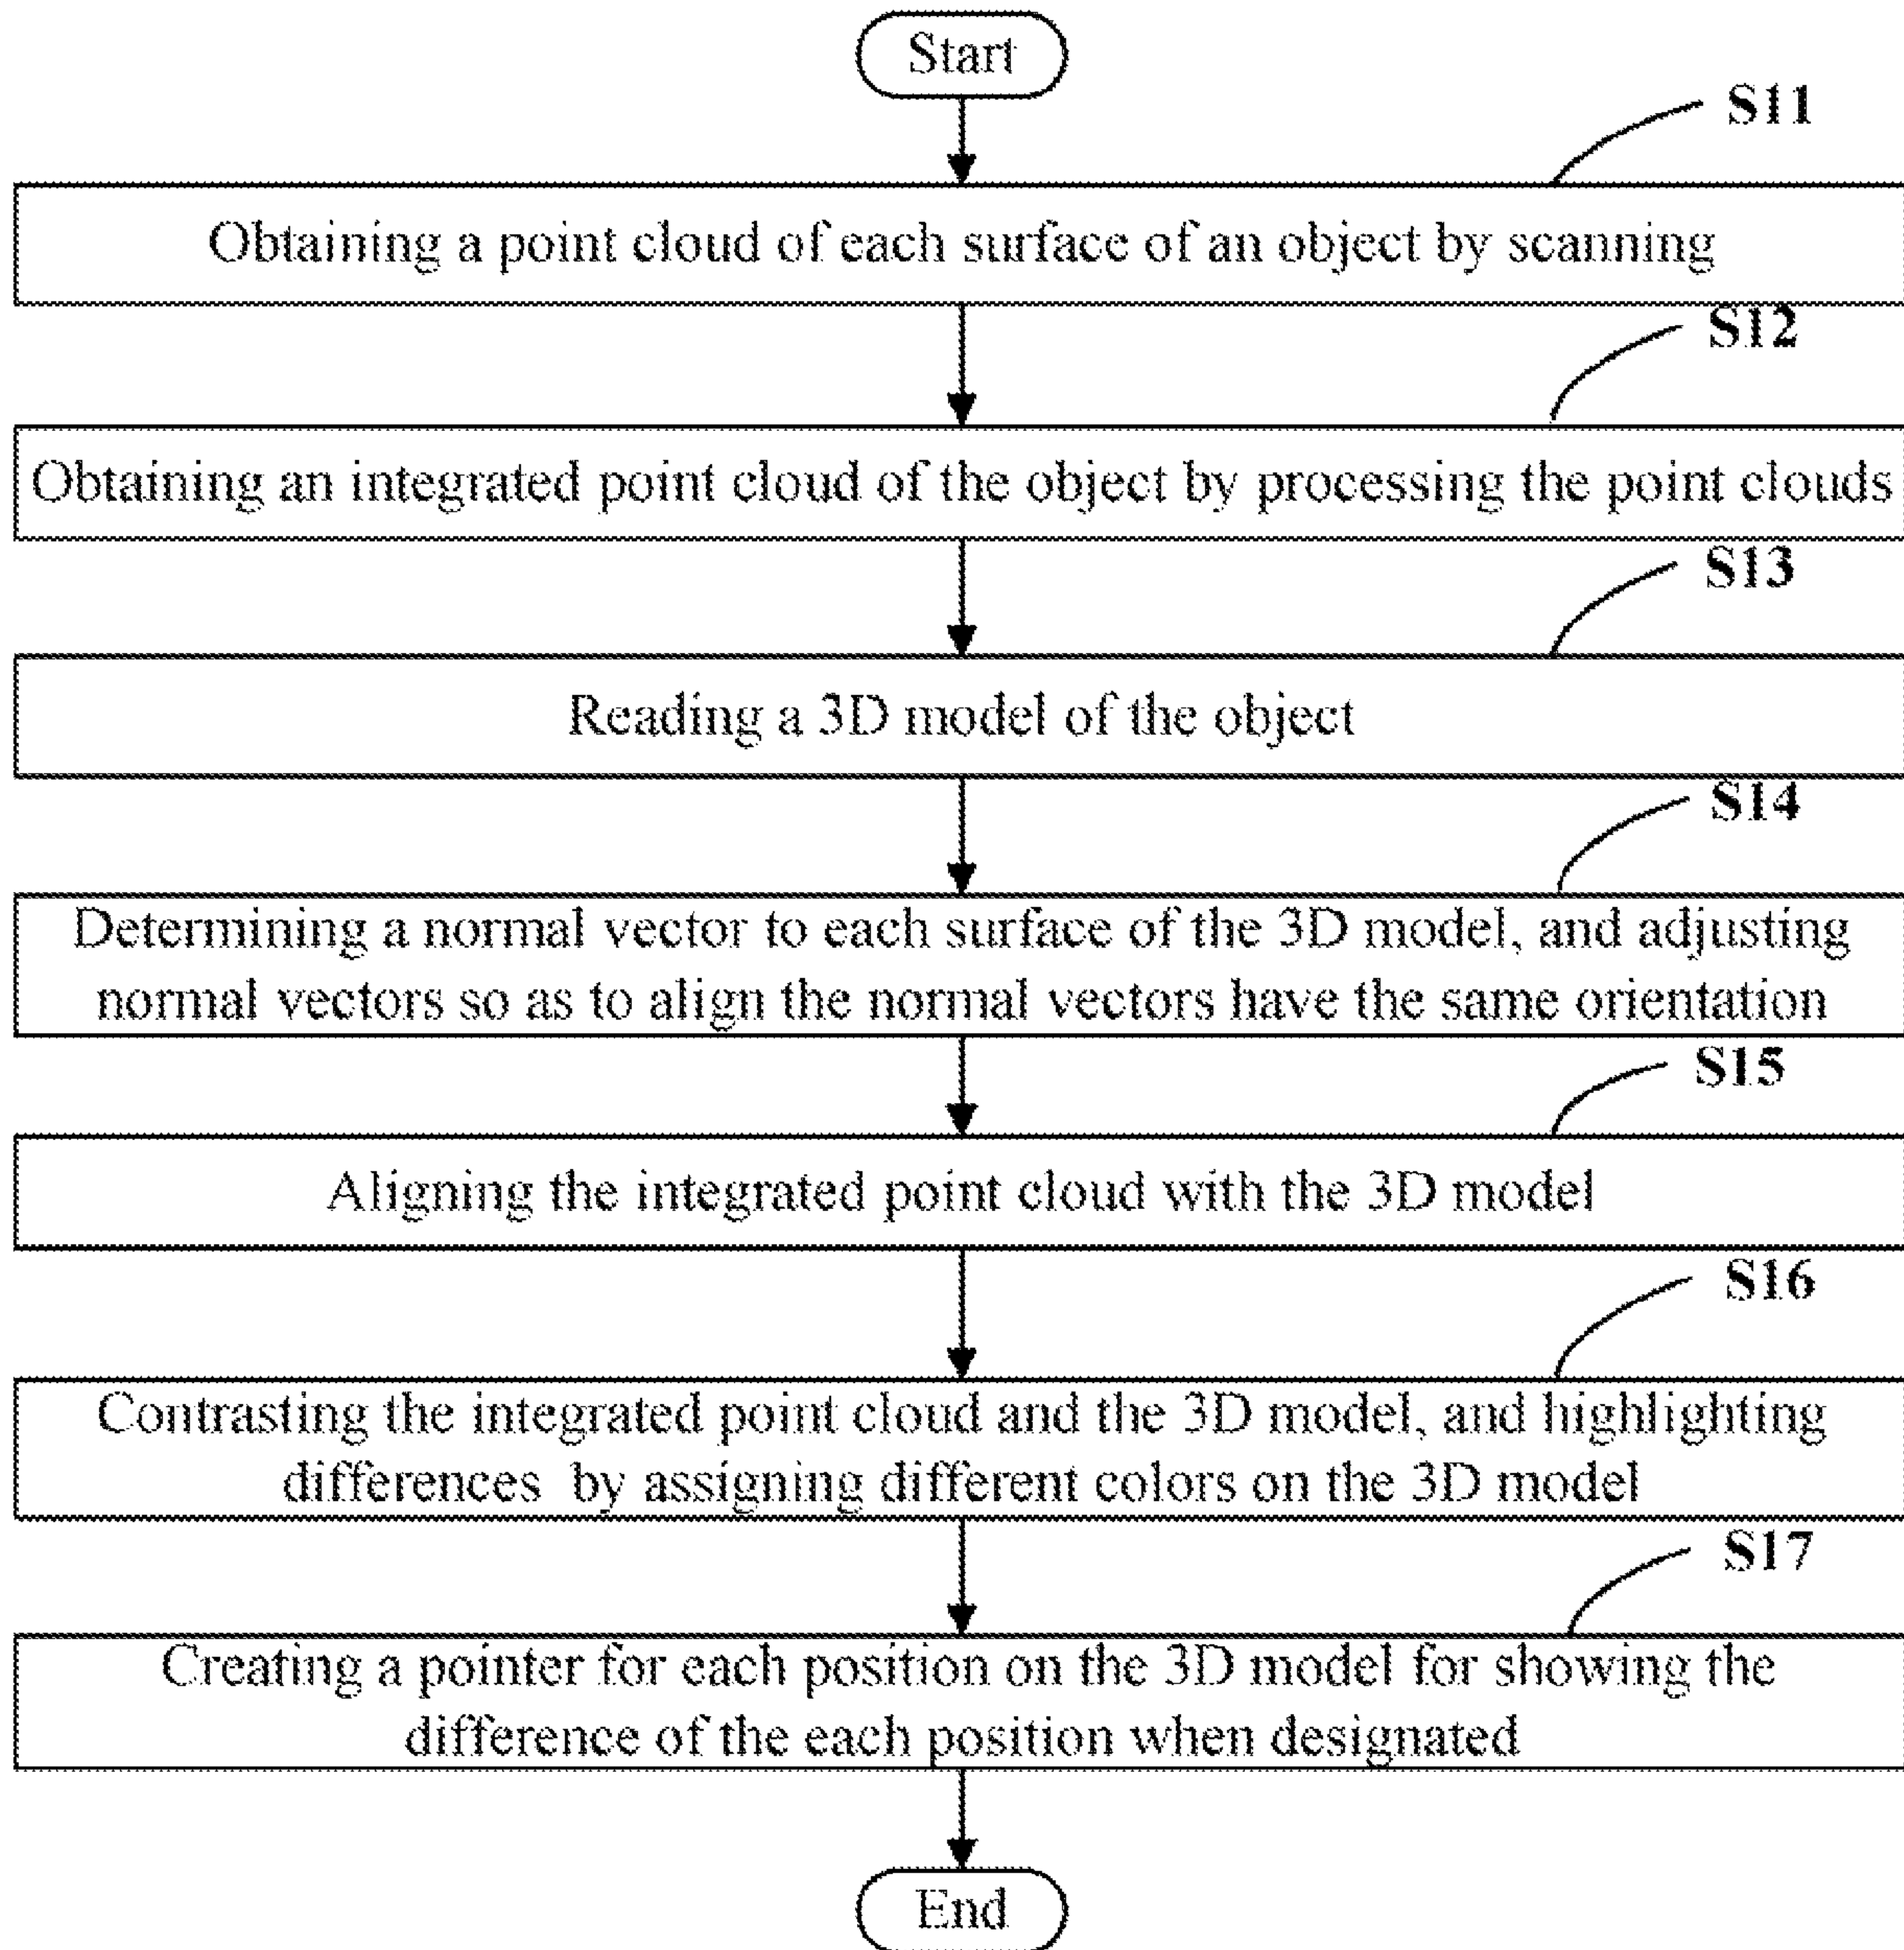 Start
S11
Obtaining a point cloud of each surface of an object by scanning
S12
Obtaining an integrated point cloud of the object by processing the point clouds
S13
Reading a 3D model of the object
S14
Determining a normal vector to each surface of the 3D model, and adjusting
normal vectors so as to align the normal vectors have the same orientation
S15
Aligning the integrated point cloud with the 3D model
S16
Contrasting the integrated point cloud and the 3D model, and highlighting
differences by assigning different colors on the 3D model
S17
Creating a pointer for each position on the 3D model for showing the
difference of the each position when designated
End